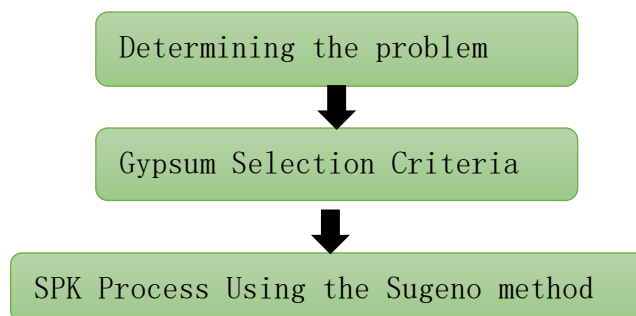 Determining the problem
Gypsum Selection Criteria
SPK Process Using the Sugeno method